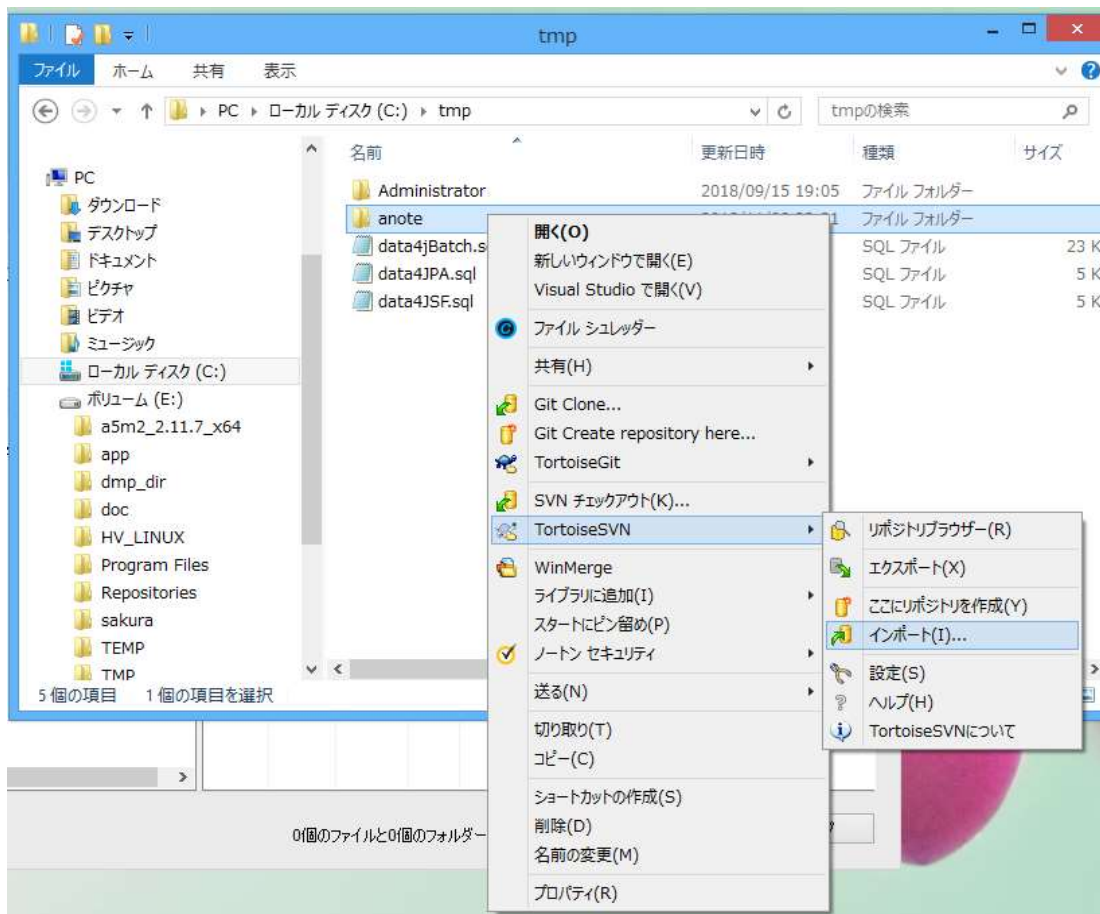 tmp
ファイル ホーム 共有 表示
PC ローカル ディスク (C:) tmp tmpの検索
名前 更新日時 種類 サイズ
PC
ダウンロード
デスクトップ
ドキュメント
ピクチャ
ビデオ
ミュージック
ローカル ディスク (C:)
ボリューム (E:)
a5m2_2.11.7_x64
app
dmp_dir
doc
HV_LINUX
Program Files
Repositories
sakura
TEMP
TMP
Administrator 2018/09/15 19:05 ファイル フォルダー
anote ファイル フォルダー
data4jBatch.s SQL ファイル 23 K
data4JPA.sql SQL ファイル 5 K
data4JSF.sql SQL ファイル 5 K
5 個の項目 1 個の項目を選択
開く(O)
新しいウィンドウで開く(E)
Visual Studio で開く(V)
ファイル シュレッダー
共有(H)
Git Clone...
Git Create repository here...
TortoiseGit
SVN チェックアウト(K)...
TortoiseSVN
WinMerge
ライブラリに追加(I)
スタートにピン留め(P)
ノートン セキュリティ
送る(N)
切り取り(T)
コピー(C)
ショートカットの作成(S)
削除(D)
名前の変更(M)
プロパティ(R)
リポジトリブラウザー(R)
エクスポート(X)
ここにリポジトリを作成(Y)
インポート(I)...
設定(S)
ヘルプ(H)
TortoiseSVNについて
0個のファイルと0個のフォルダー